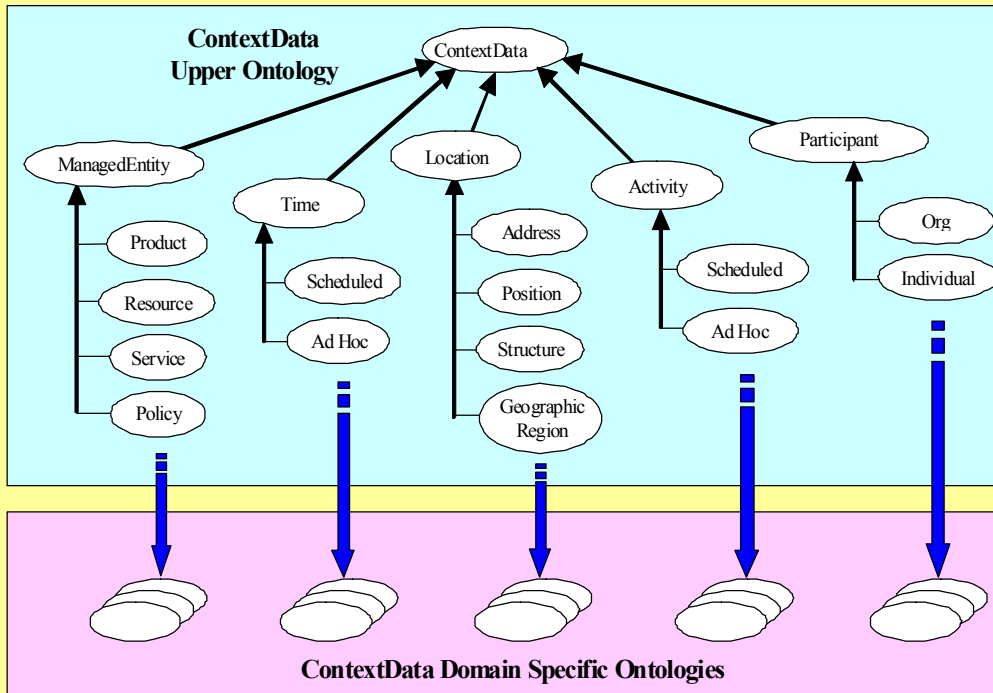 ContextData
Upper Ontology
ContextData
ManagedEntity
Product
Resource
Service
Policy
Time
Scheduled
Ad Hoc
Location
Address
Position
Structure
Geographic
Region
Activity
Scheduled
Ad Hoc
Participant
Org
Individual
ContextData Domain Specific Ontologies